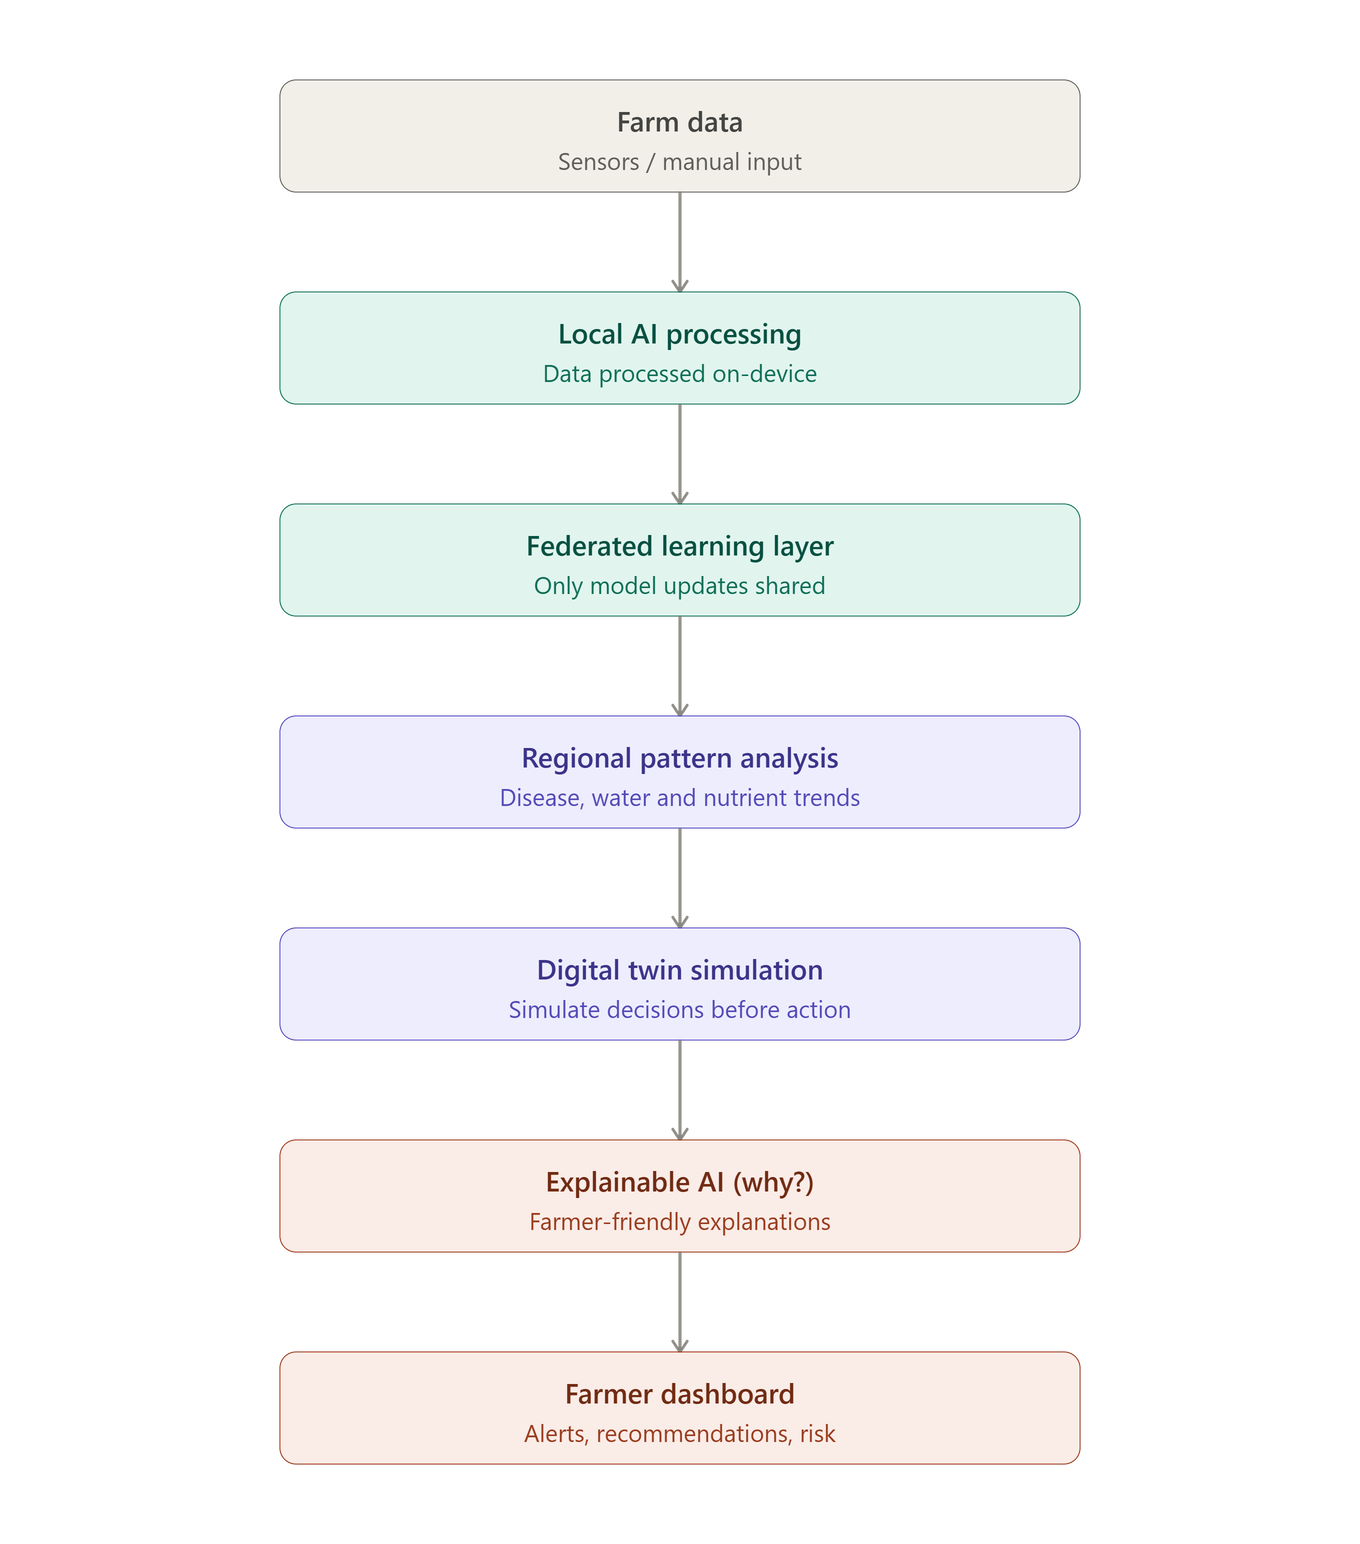 Farm data
Sensors / manual input
Local AI processing
Data processed on-device
Federated learning layer
Only model updates shared
Regional pattern analysis
Disease, water and nutrient trends
Digital twin simulation
Simulate decisions before action
Explainable AI (why?)
Farmer-friendly explanations
Farmer dashboard
Alerts, recommendations, risk